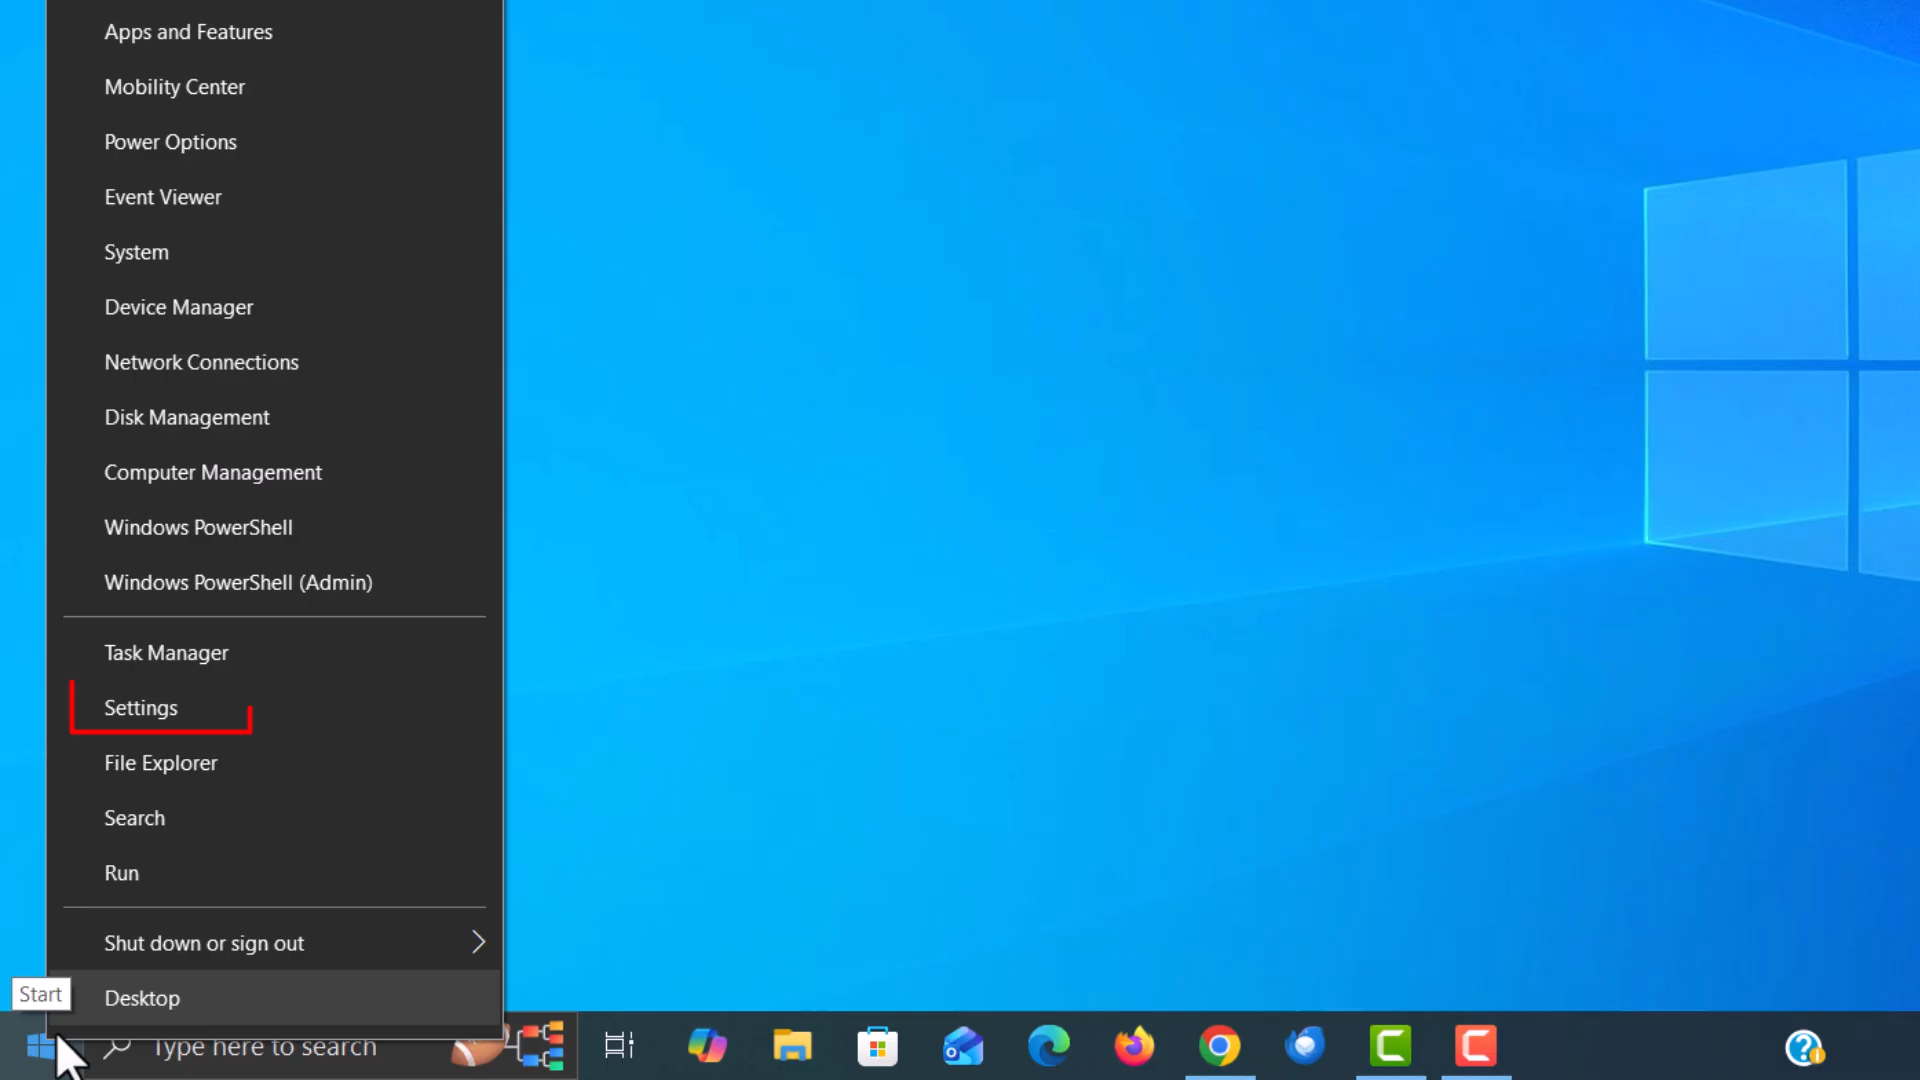 Apps and Features
Mobility Center
Power Options
Event Viewer
System
Device Manager
Network Connections
Disk Management
Computer Management
Windows PowerShell
Windows PowerShell (Admin)
Task Manager
Settings
File Explorer
Search
Run
Shut down or sign out
Start
Desktop
Type here to search